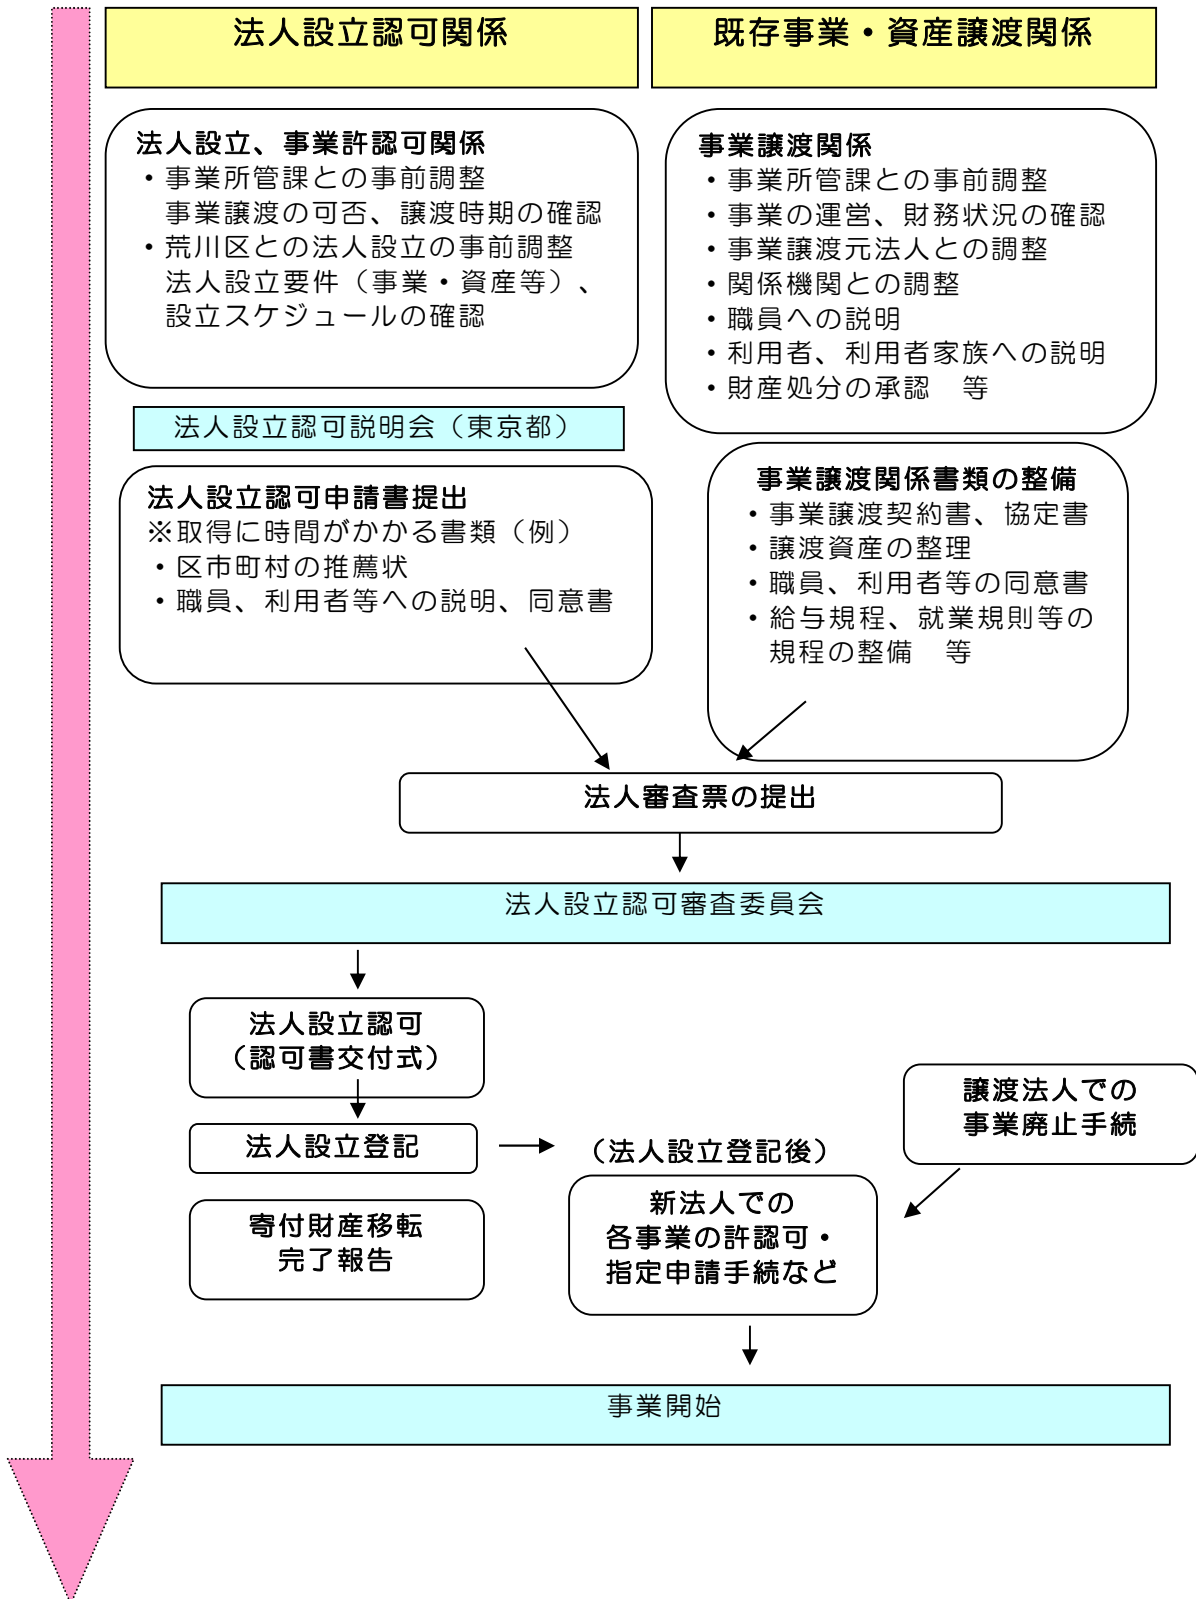 法人設立認可関係
既存事業・資産譲渡関係
法人設立、事業許認可関係
・事業所管課との事前調整
事業譲渡の可否、譲渡時期の確認
・荒川区との法人設立の事前調整
法人設立要件（事業・資産等）、
設立スケジュールの確認
事業譲渡関係
・事業所管課との事前調整
・事業の運営、財務状況の確認
・事業譲渡元法人との調整
・関係機関との調整
・職員への説明
・利用者、利用者家族への説明
・財産処分の承認　等
法人設立認可説明会（東京都）
法人設立認可申請書提出
※取得に時間がかかる書類（例）
・区市町村の推薦状
・職員、利用者等への説明、同意書
事業譲渡関係書類の整備
・事業譲渡契約書、協定書
・譲渡資産の整理
・職員、利用者等の同意書
・給与規程、就業規則等の
規程の整備　等
法人審査票の提出
法人設立認可審査委員会
法人設立認可
（認可書交付式）
譲渡法人での
事業廃止手続
法人設立登記
（法人設立登記後）
新法人での
各事業の許認可・
指定申請手続など
寄付財産移転
完了報告
事業開始